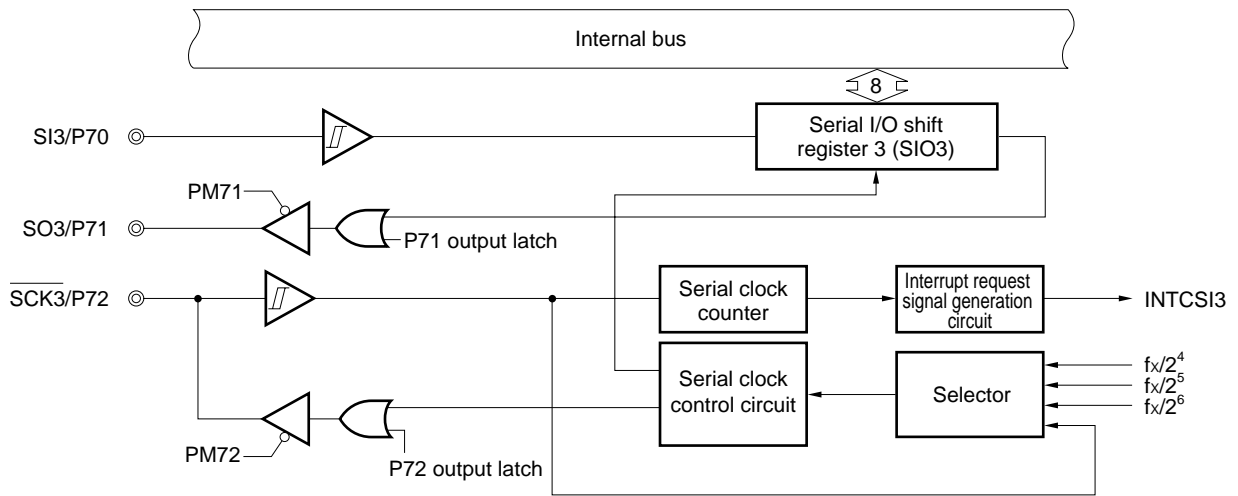 Internal bus
8
SI3/P70
Serial I/O shift
register 3 (SIO3)
PM71
SO3/P71
P71 output latch
SCK3/P72
Serial clock
counter
Interrupt request
signal generation
circuit
INTCSI3
Serial clock
control circuit
Selector
fX/2^4
fX/2^5
fX/2^6
PM72
P72 output latch